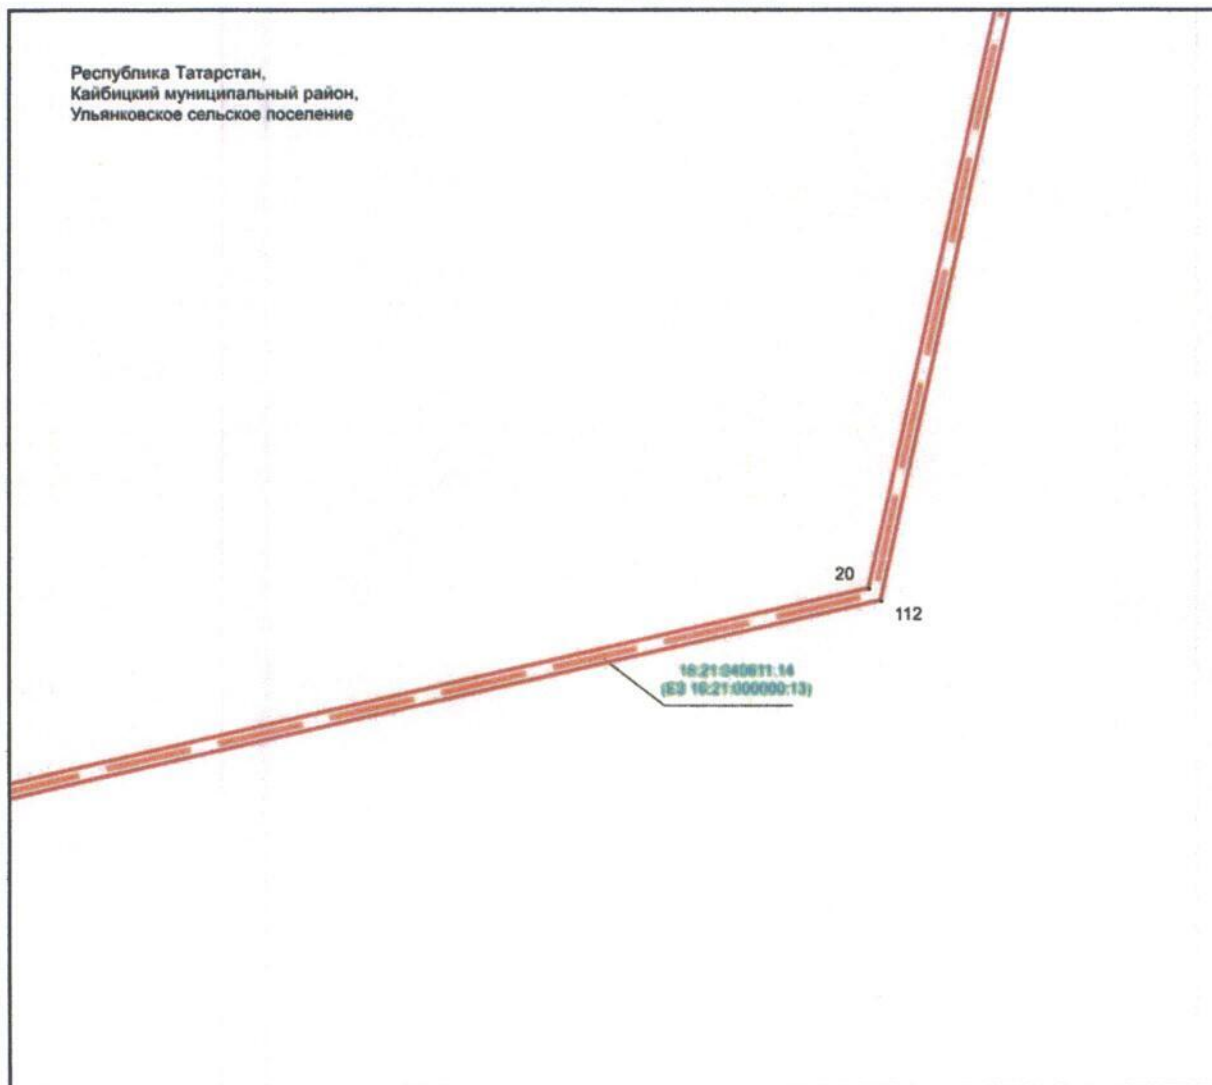 Республика Татарстан,
Кайбицкий муниципальный район,
Ульянковское сельское поселение
20
112
16:21:040611:14
(ЕЗ 16:21:000000:13)